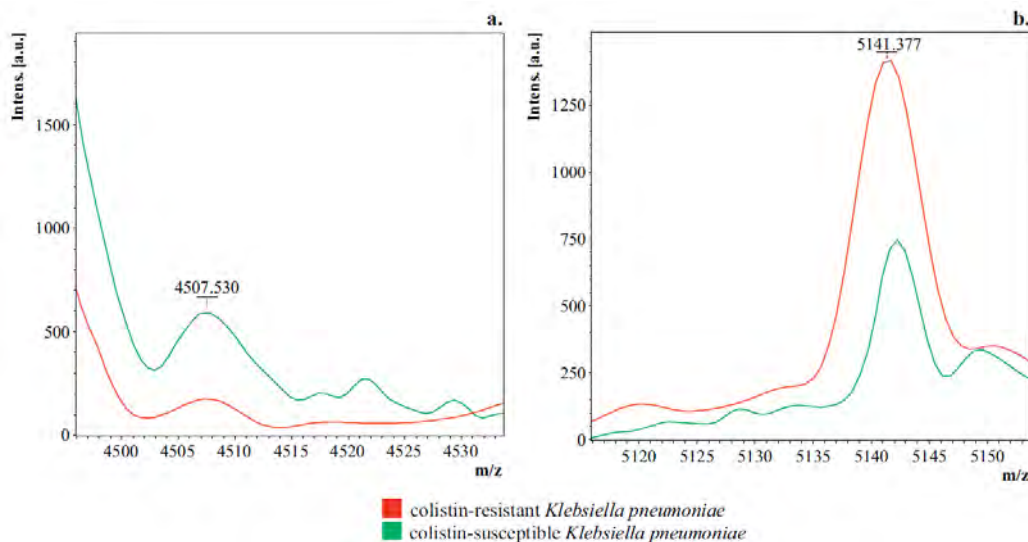 a.
Intens. [a.u.]
1500
1000
500
0
4507.530
4500 4505 4510 4515 4520 4525 4530
m/z
b.
Intens. [a.u.]
1250
1000
750
500
250
0
5141.377
5120 5125 5130 5135 5140 5145 5150
m/z
colistin-resistant Klebsiella pneumoniae
colistin-susceptible Klebsiella pneumoniae